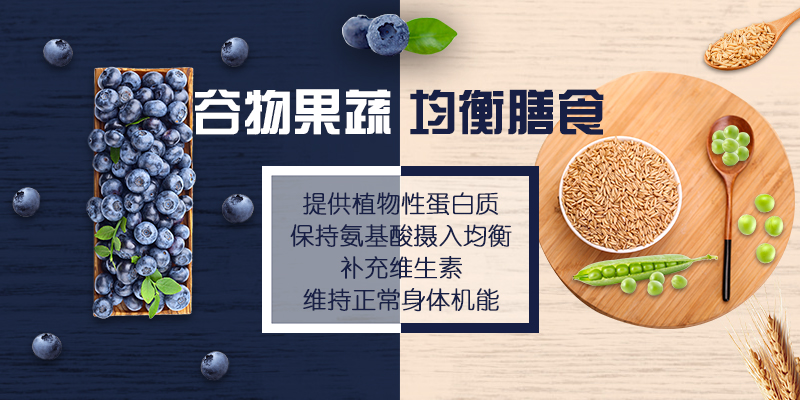 谷物果蔬 均衡膳食
提供植物性蛋白质
保持氨基酸摄入均衡
补充维生素
维持正常身体机能